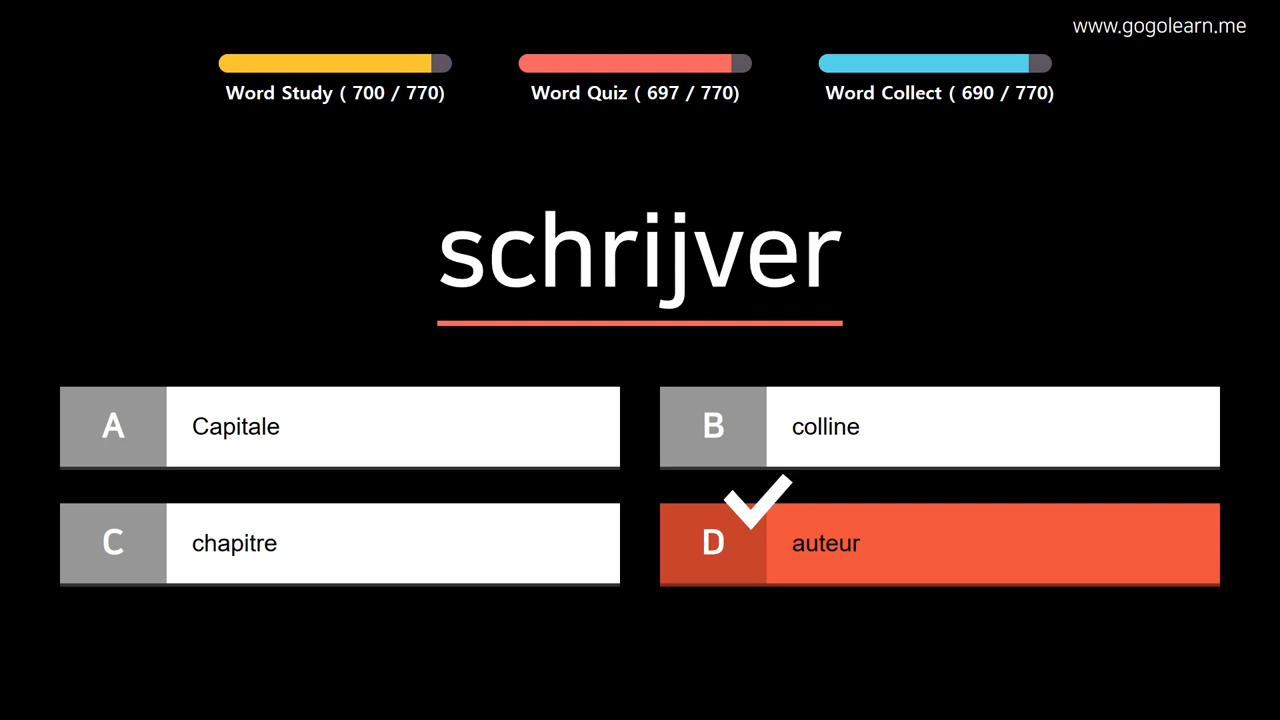 www.gogolearn.me
Word Study ( 700 / 770)
Word Quiz ( 697 / 770)
Word Collect ( 690 / 770)
schrijver
A Capitale
B colline
C chapitre
D auteur